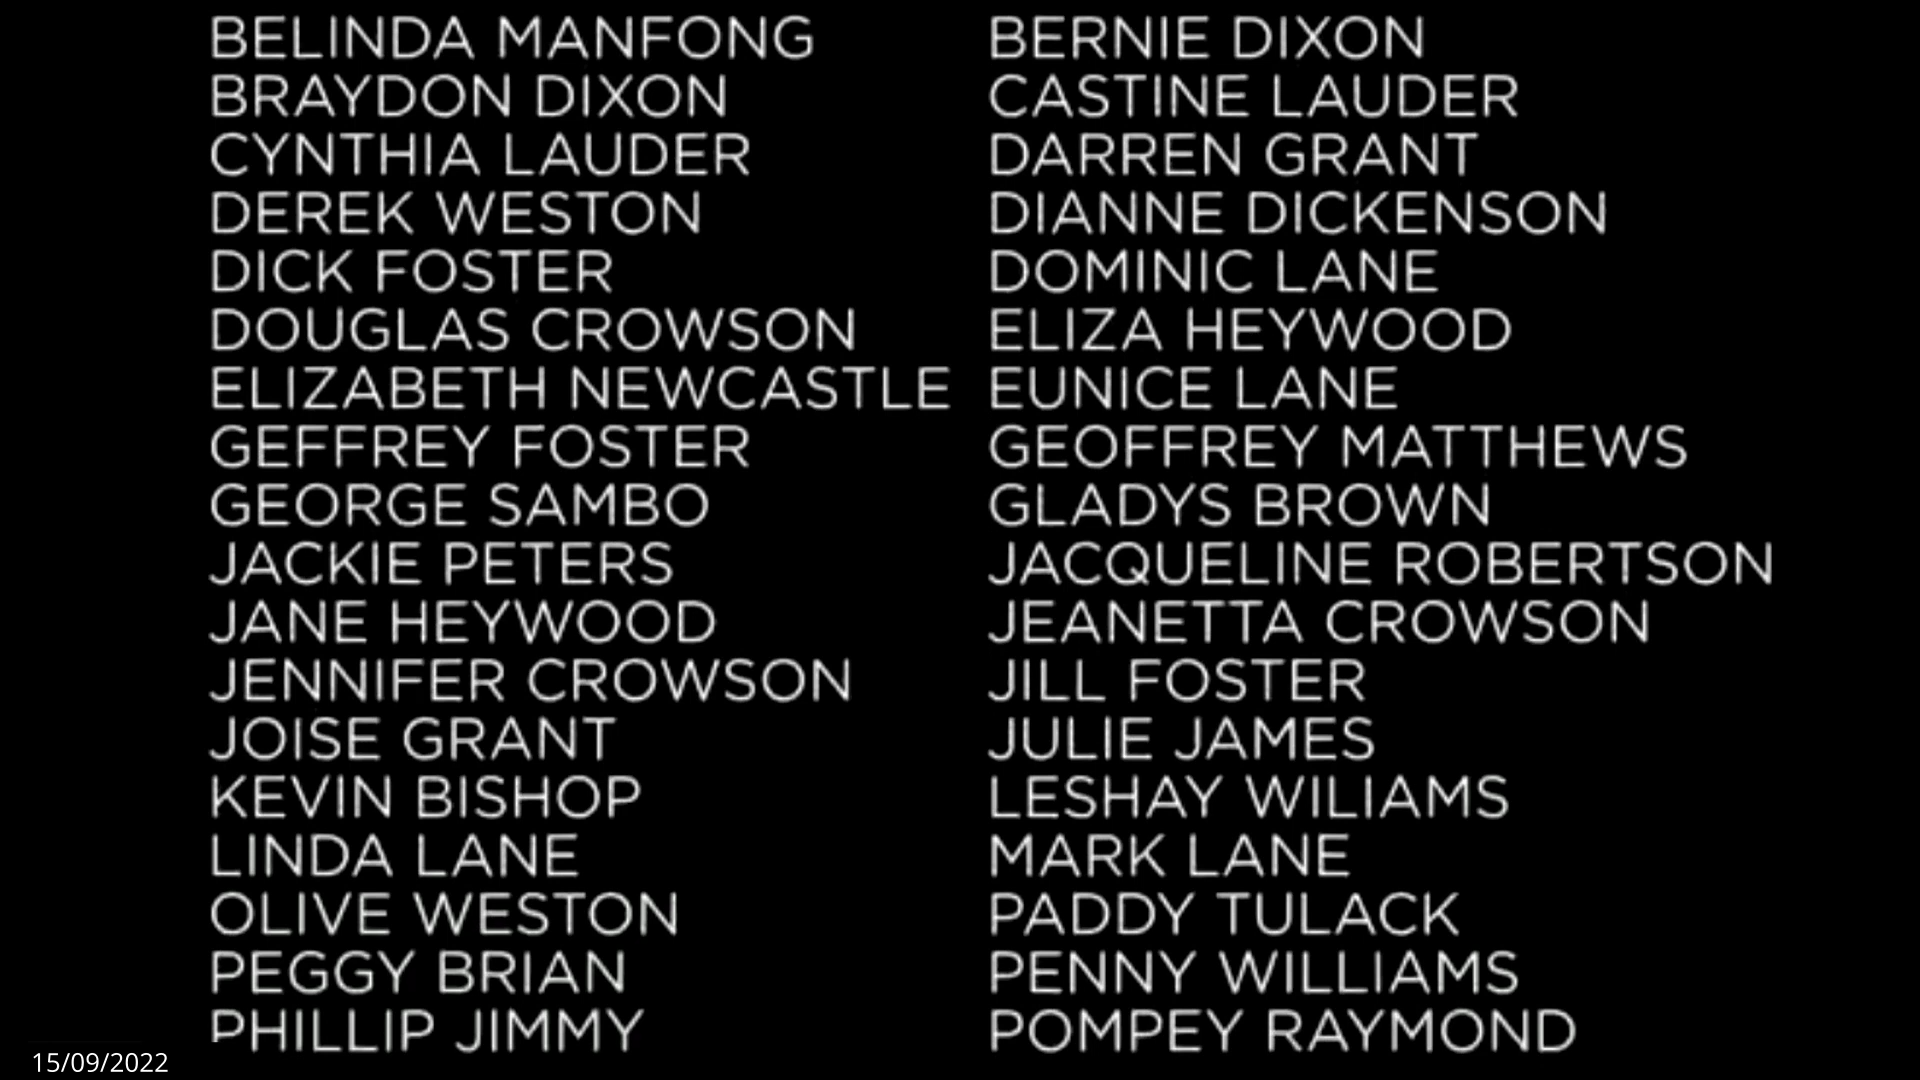 BELINDA MANFONG BERNIE DIXON
BRAYDON DIXON CASTINE LAUDER
CYNTHIA LAUDER DARREN GRANT
DEREK WESTON DIANNE DICKENSON
DICK FOSTER DOMINIC LANE
DOUGLAS CROWSON ELIZA HEYWOOD
ELIZABETH NEWCASTLE EUNICE LANE
GEFFREY FOSTER GEOFFREY MATTHEWS
GEORGE SAMBO GLADYS BROWN
JACKIE PETERS JACQUELINE ROBERTSON
JANE HEYWOOD JEANETTA CROWSON
JENNIFER CROWSON JILL FOSTER
JOISE GRANT JULIE JAMES
KEVIN BISHOP LESHAY WILIAMS
LINDA LANE MARK LANE
OLIVE WESTON PADDY TULACK
PEGGY BRIAN PENNY WILLIAMS
PHILLIP JIMMY POMPEY RAYMOND
15/09/2022